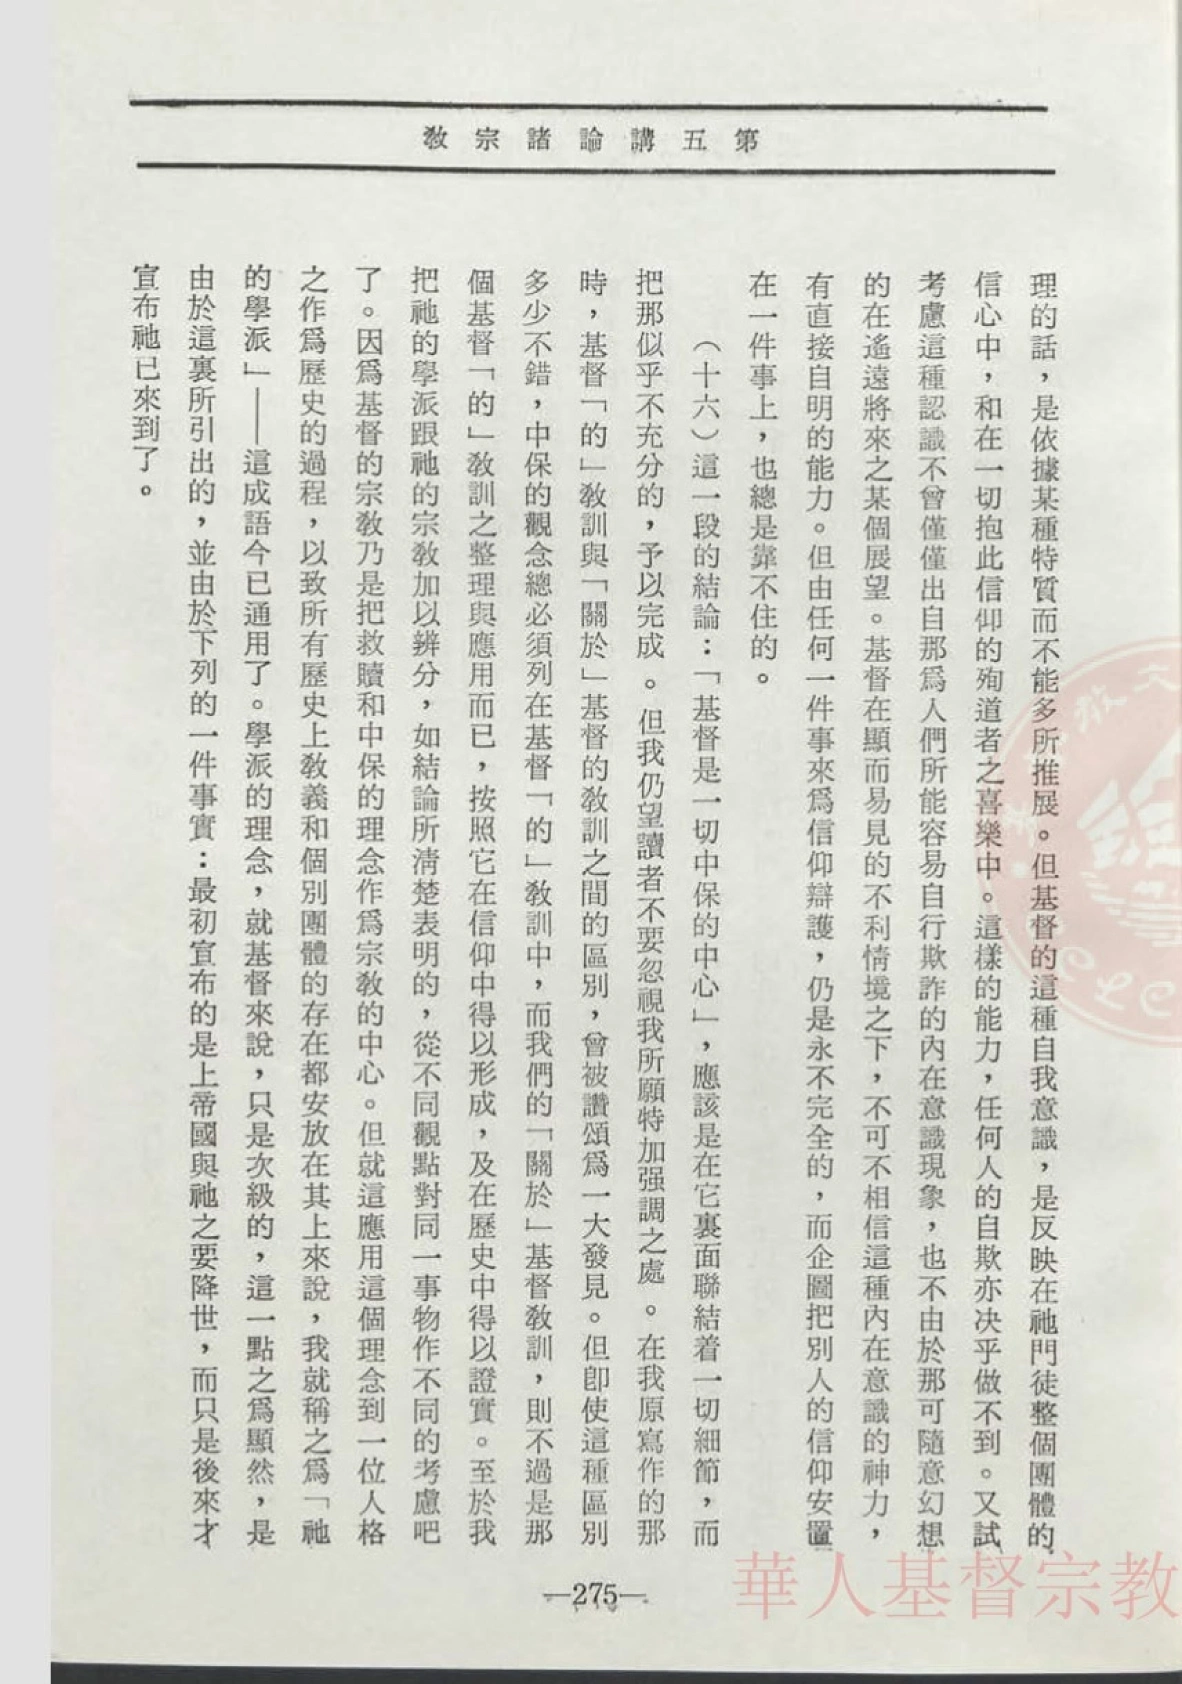 第五講論諸宗教
理的話，是依據某種特質而不能多所推展。但基督的這種自我意識，是反映在祂門徒整個團體的
信心中，和在一切抱此信仰的殉道者之喜樂中。這樣的能力，任何人的自欺亦决乎做不到。又試
考慮這種認識不曾僅僅出自那爲人們所能容易自行欺詐的內在意識現象，也不由於那可隨意幻想
的在遙遠將來之某個展望。基督在顯而易見的不利情境之下，不可不相信這種內在意識的神力，
有直接自明的能力。但由任何一件事來爲信仰辯護，仍是永不完全的，而企圖把別人的信仰安置
在一件事上，也總是靠不住的。
（十六）這一段的結論：「基督是一切中保的中心」，應該是在它裏面聯結着一切細節，而
把那似乎不充分的，予以完成。但我仍望讀者不要忽視我所願特加强調之處。在我原寫作的那
時，基督「的」敎訓與「關於」基督的敎訓之間的區別，曾被讚頌爲一大發見。但卽使這種區別
多少不錯，中保的觀念總必須列在基督「的」敎訓中，而我們的「關於」基督敎訓，則不過是那
個基督「的」敎訓之整理與應用而已，按照它在信仰中得以形成，及在歷史中得以證實。至於我
把祂的學派跟祂的宗敎加以辨分，如結論所淸楚表明的，從不同觀點對同一事物作不同的考慮吧
了。因爲基督的宗敎乃是把救贖和中保的理念作爲宗敎的中心。但就這應用這個理念到一位人格
之作爲歷史的過程，以致所有歷史上敎義和個別團體的存在都安放在其上來說，我就稱之爲「祂
的學派」——這成語今已通用了。學派的理念，就基督來說，只是次級的，這一點之爲顯然，是
由於這裏所引出的，並由於下列的一件事實：最初宣布的是上帝國與祂之要降世，而只是後來才
宣布祂已來到了。
—275—
華人基督宗教